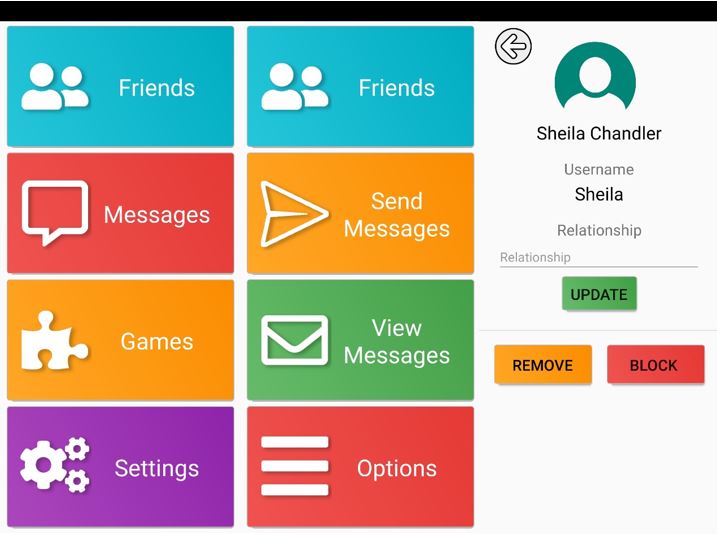 Friends
Messages
Games
Settings
Friends
Send
Messages
View
Messages
Options
Sheila Chandler
Username
Sheila
Relationship
Relationship
UPDATE
REMOVE
BLOCK